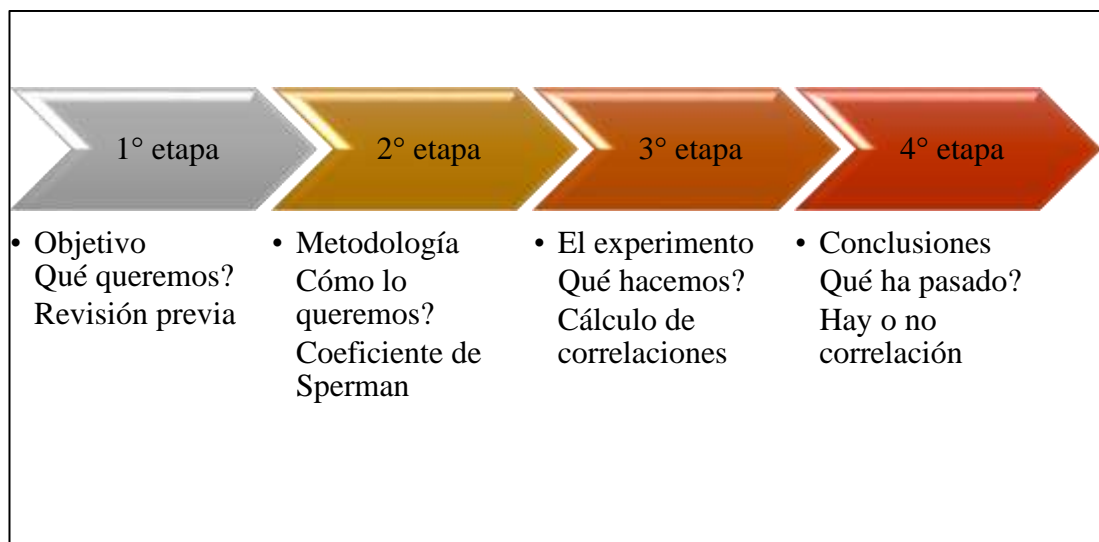 1° etapa
2° etapa
3° etapa
4° etapa
• Objetivo
Qué queremos?
Revisión previa
• Metodología
Cómo lo
queremos?
Coeficiente de
Sperman
• El experimento
Qué hacemos?
Cálculo de
correlaciones
• Conclusiones
Qué ha pasado?
Hay o no
correlación